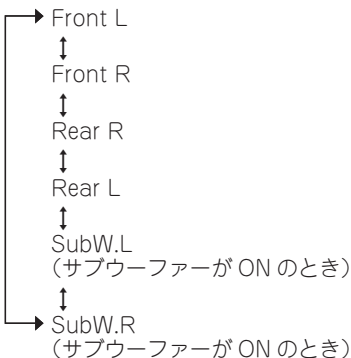 Front L
Front R
Rear R
Rear L
SubW.L
（サブウーファーが ON のとき）
SubW.R
（サブウーファーが ON のとき）